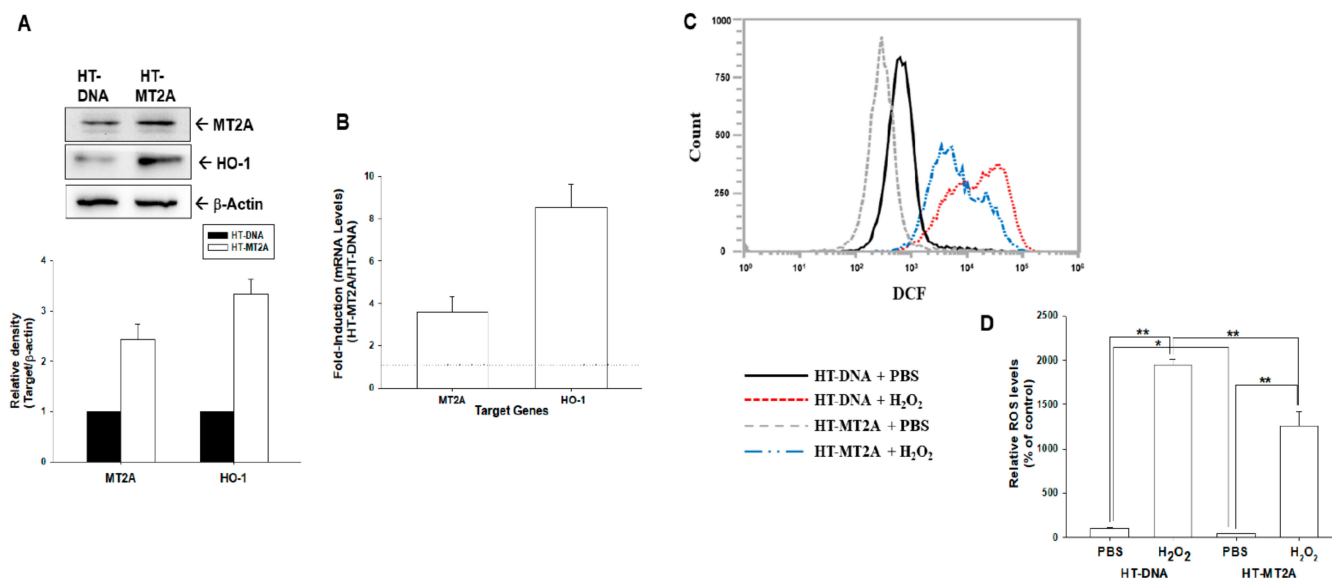 A
HT-
DNA
HT-
MT2A
← MT2A
← HO-1
← β-Actin
HT-DNA
HT-MT2A
Relative density
(Target/β-actin)
5
4
3
2
1
0
MT2A
HO-1
B
Fold-Induction (mRNA Levels)
(HT-MT2A/HT-DNA)
10
8
6
4
2
0
MT2A
HO-1
Target Genes
C
Count
1000
750
500
250
0
10⁰
10¹
10²
10³
10⁴
10⁵
10⁶
DCF
HT-DNA + PBS
HT-DNA + H₂O₂
HT-MT2A + PBS
HT-MT2A + H₂O₂
D
Relative ROS levels
(% of control)
2500
2000
1500
1000
500
0
**
*
**
**
PBS
H₂O₂
PBS
H₂O₂
HT-DNA
HT-MT2A